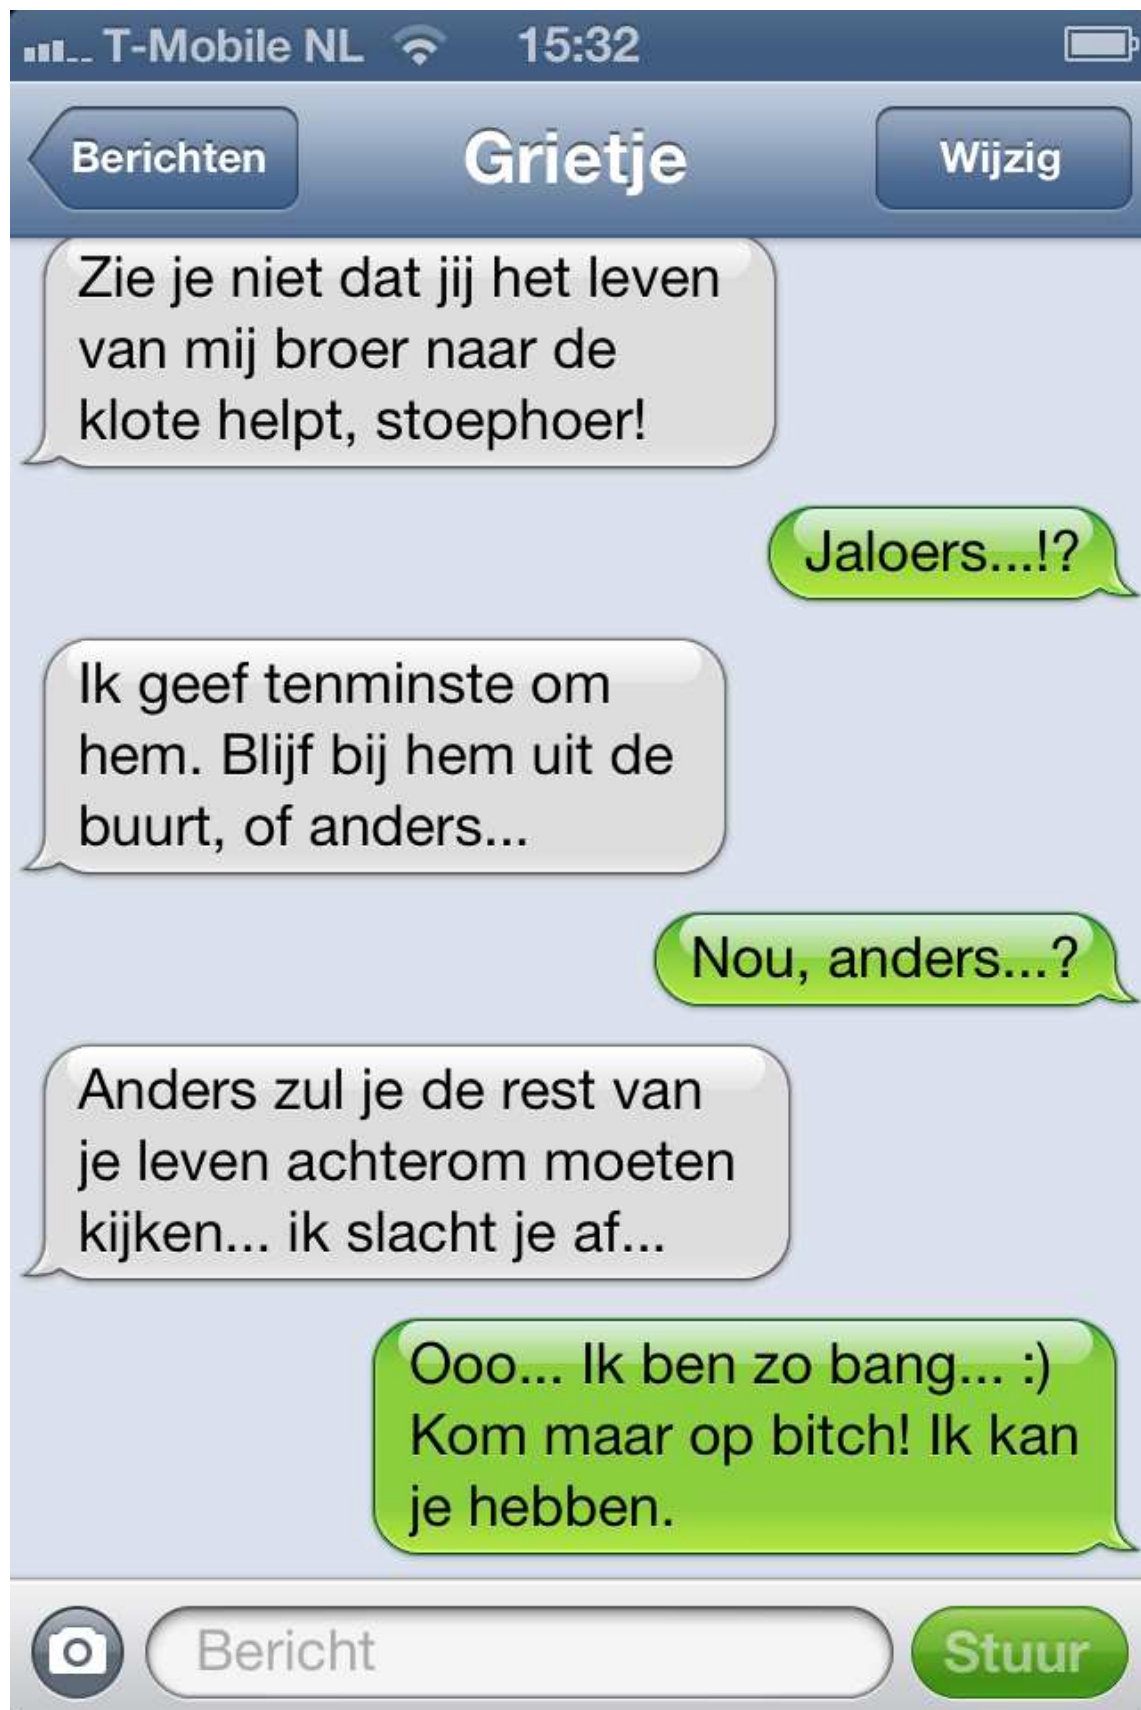 T-Mobile NL 15:32
Berichten Grietje Wijzig
Zie je niet dat jij het leven
van mij broer naar de
klote helpt, stoephoer!
Jaloers...!?
Ik geef tenminste om
hem. Blijf bij hem uit de
buurt, of anders...
Nou, anders...?
Anders zul je de rest van
je leven achterom moeten
kijken... ik slacht je af...
Ooo... Ik ben zo bang... :)
Kom maar op bitch! Ik kan
je hebben.
Bericht Stuur